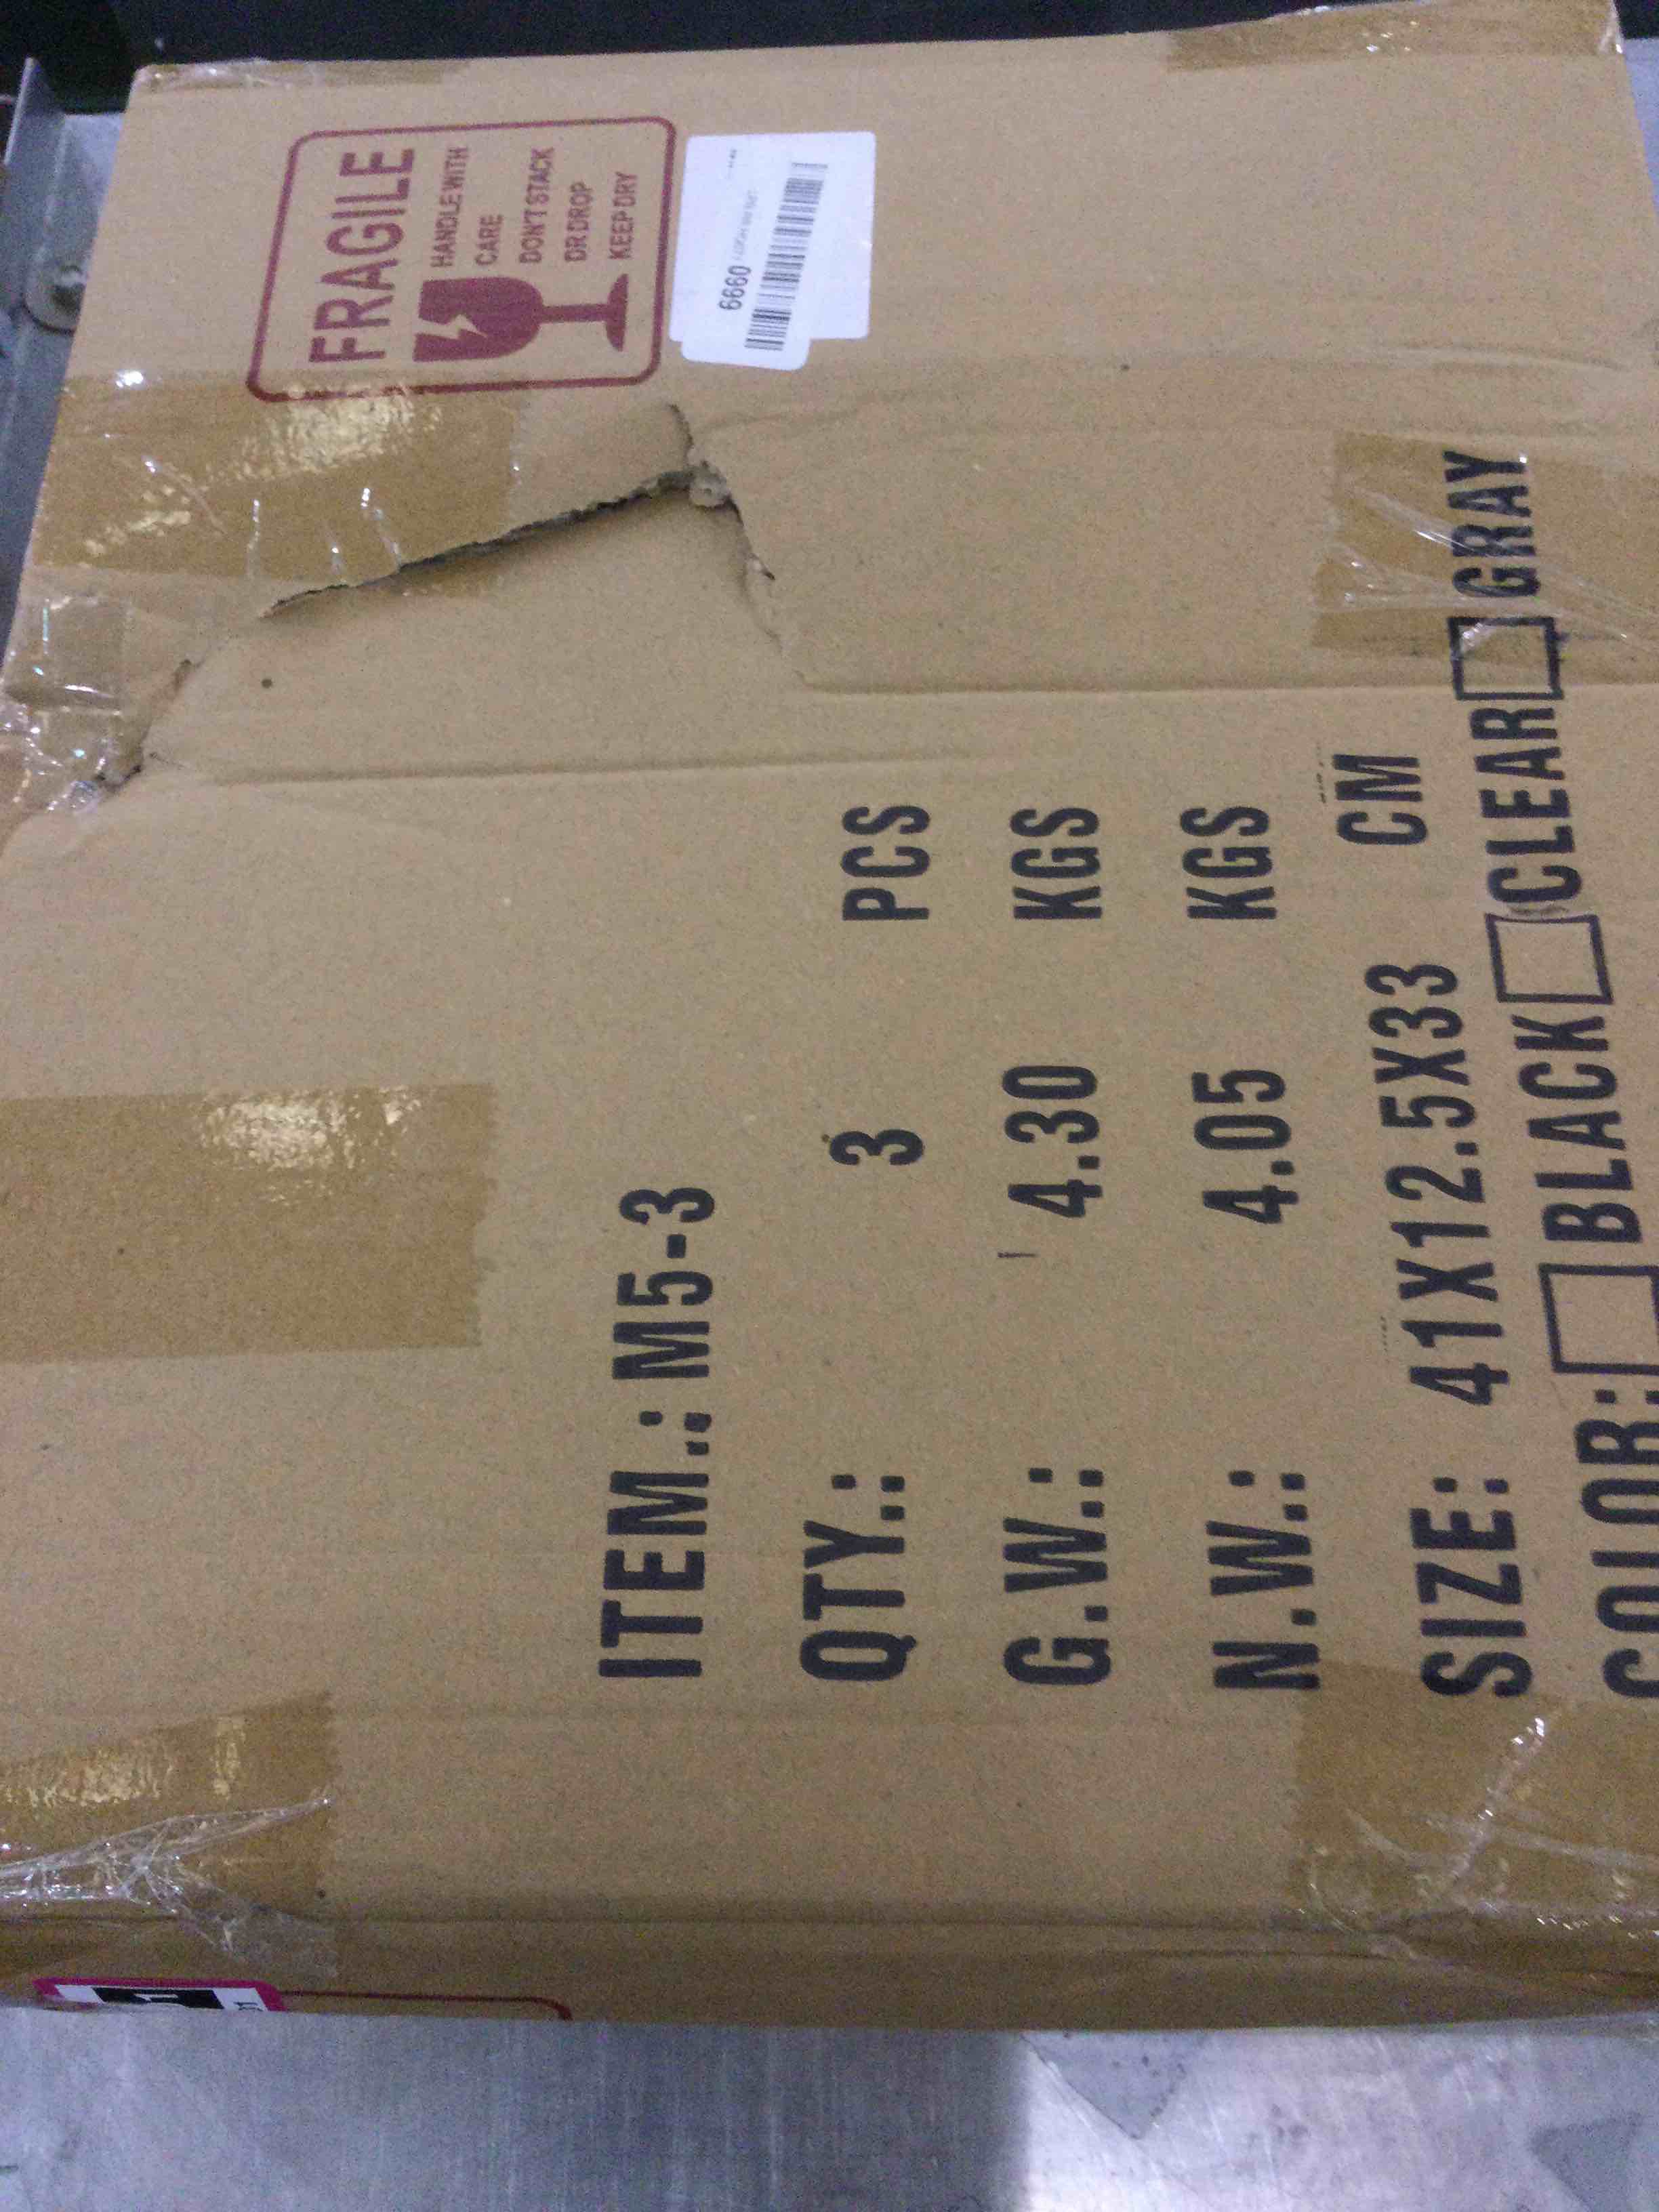 FRAGILE
HANDLE WITH
CARE
DON'T STACK
OR DROP
KEEP DRY
6660
ITEM.: M5-3
QTY.: 3 PCS
G.W.: 4.30 KGS
N.W.: 4.05 KGS
SIZE: 41X12.5X33 CM
COLOR: BLACK CLEAR GRAY